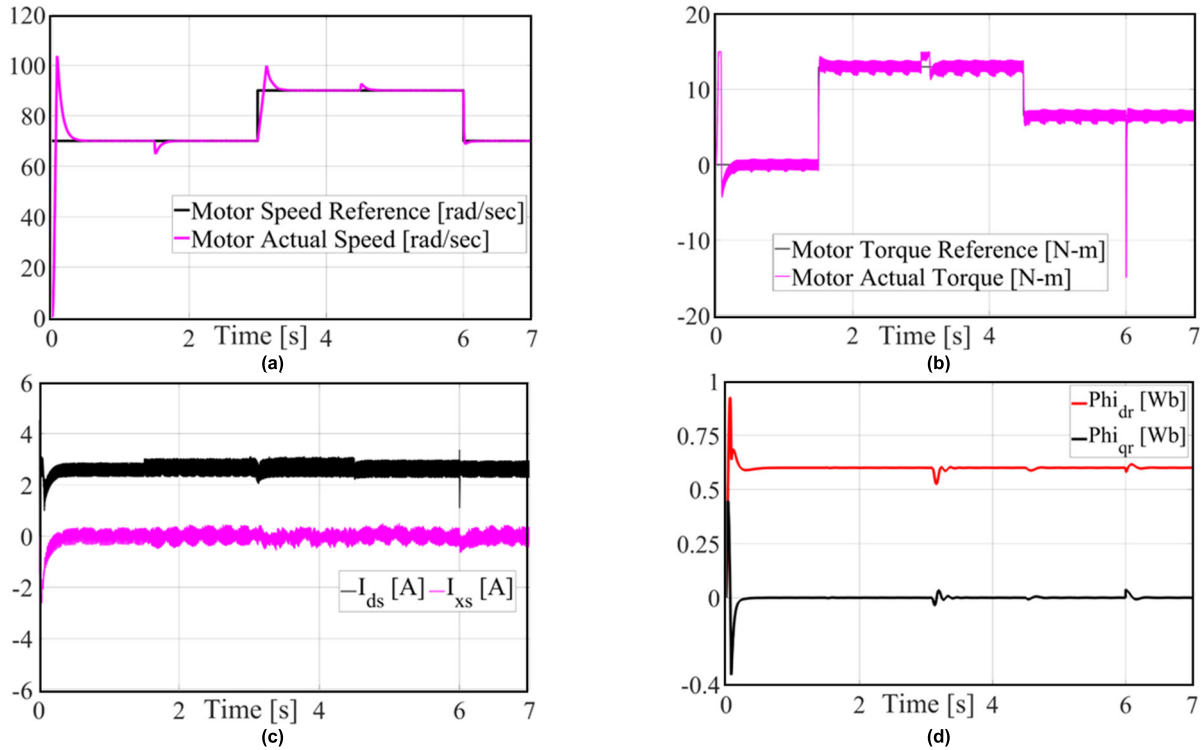 120
100
80
60
40
20
0
Motor Speed Reference [rad/sec]
Motor Actual Speed [rad/sec]
0 2 Time [s] 4 6 7
(a)
20
10
0
-10
-20
Motor Torque Reference [N-m]
Motor Actual Torque [N-m]
2 Time [s] 4 6 7
(b)
6
4
2
0
-2
-4
-6
I_ds [A] I_xs [A]
0 2 Time [s] 4 6 7
(c)
1
0.75
0.5
0.25
0
-0.4
Phi_dr [Wb]
Phi_qr [Wb]
0 2 Time [s] 4 6 7
(d)